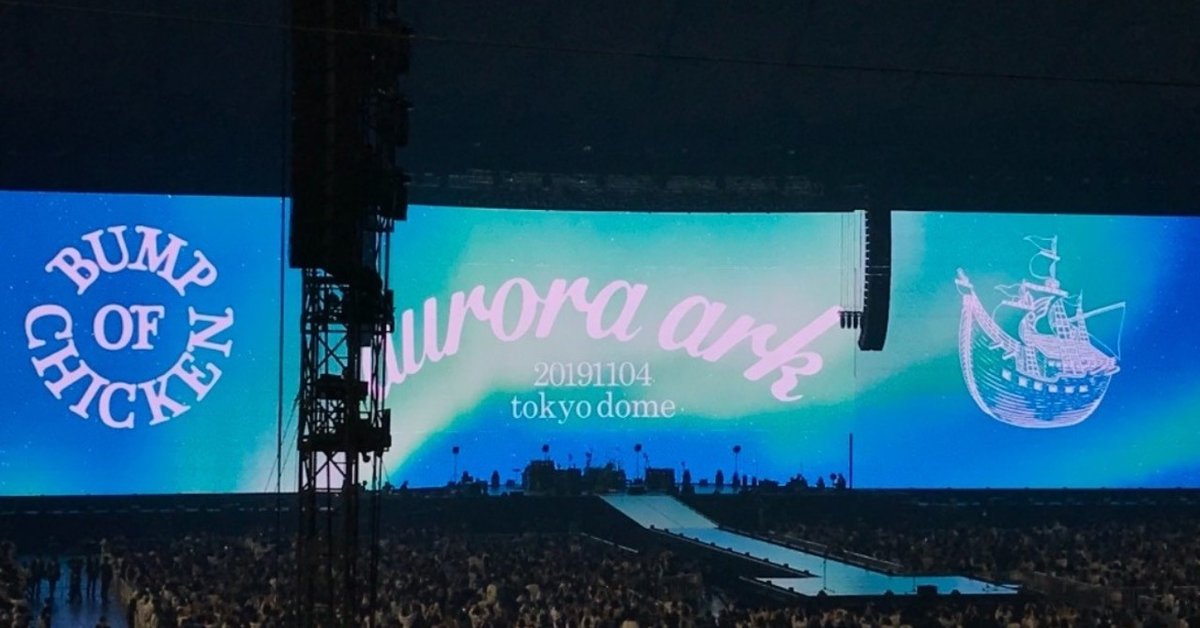 BUMP
OF
CHICKEN
aurora ark
20191104
tokyo dome